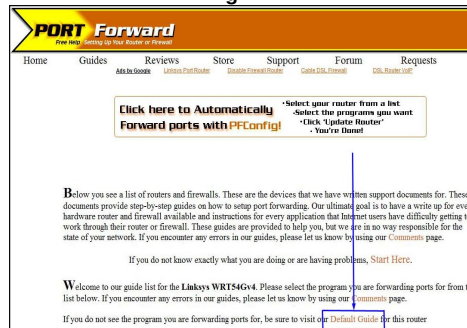 PORT Forward
Free Help Setting Up Your Router or Firewall
Home Guides Reviews Store Support Forum Requests
Ads by Google Linksys Port Router Disable Firewall Router Cable DSL Firewall DSL Router VoIP
Click here to Automatically
Forward ports with PFConfig!
·Select your router from a list
·Select the programs you want
·Click 'Update Router'
· You're Done!
Below you see a list of routers and firewalls. These are the devices that we have written support documents for. These
documents provide step-by-step guides on how to setup port forwarding. Our ultimate goal is to have a write up for eve
hardware router and firewall available and instructions for every application that Internet users have difficulty getting t
work through their router or firewall. These guides are provided to help you, but we are in no way responsible for the
state of your network. If you encounter any errors in our guides, please let us know by using our Comments page.
If you do not know exactly what you are doing or are having problems, Start Here.
Welcome to our guide list for the Linksys WRT54Gv4. Please select the program you are forwarding ports for from t
list below. If you encounter any errors in our guides, please let us know by using our Comments page.
If you do not see the program you are forwarding ports for, be sure to visit our Default Guide for this router